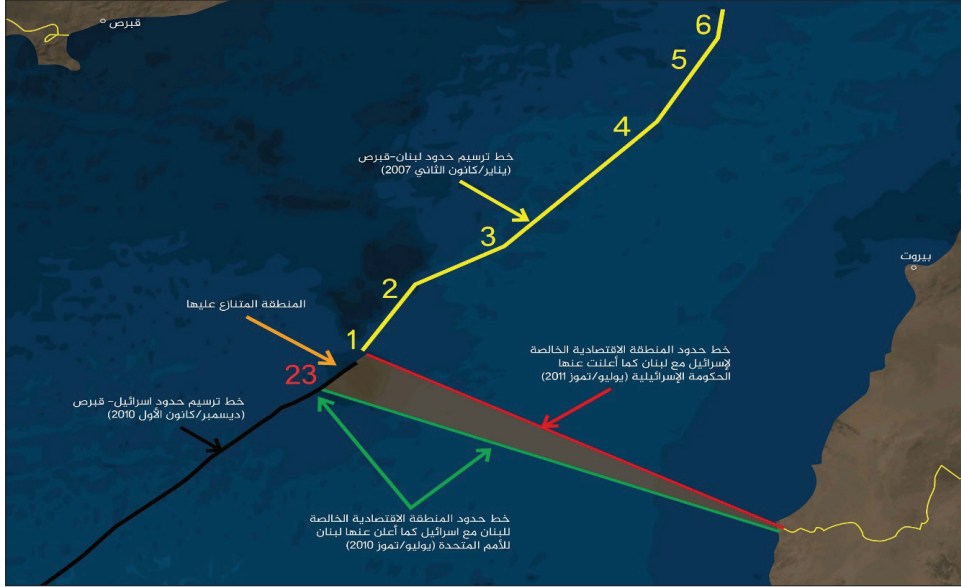 قبرص
6
5
4
خط ترسيم حدود لبنان-قبرص
(يناير/كانون الثاني 2007)
3
بيروت
2
المنطقة المتنازع عليها
1
خط حدود المنطقة الاقتصادية الخالصة
لإسرائيل مع لبنان كما أعلنت عنها
الحكومة الإسرائيلية (يوليو/تموز 2011)
23
خط ترسيم حدود اسرائيل- قبرص
(ديسمبر/كانون الأول 2010)
خط حدود المنطقة الاقتصادية الخالصة
للبنان مع اسرائيل كما أعلن عنها لبنان
للأمم المتحدة (يوليو/تموز 2010)